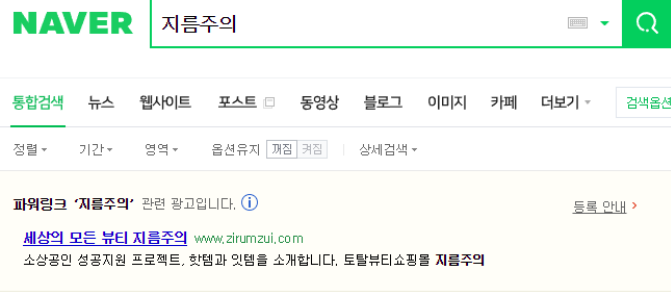 NAVER 지름주의
통합검색 뉴스 웹사이트 포스트 동영상 블로그 이미지 카페 더보기 검색옵션
정렬 기간 영역 옵션유지 꺼짐 켜짐 상세검색
파워링크 '지름주의' 관련 광고입니다. i 등록 안내 >
세상의 모든 뷰티 지름주의 www.zirumzui.com
소상공인 성공지원 프로젝트, 핫템과 잇템을 소개합니다, 토탈뷰티쇼핑몰 지름주의